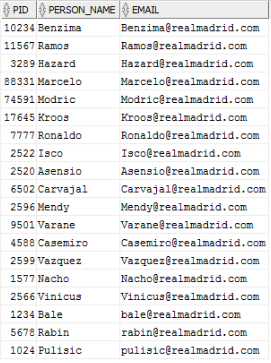 PID PERSON_NAME EMAIL
10234 Benzima Benzima@realmadrid.com
11567 Ramos Ramos@realmadrid.com
3289 Hazard Hazard@realmadrid.com
88331 Marcelo Marcelo@realmadrid.com
74591 Modric Modric@realmadrid.com
17645 Kroos Kroos@realmadrid.com
7777 Ronaldo Ronaldo@realmadrid.com
2522 Isco Isco@realmadrid.com
2520 Asensio Asensio@realmadrid.com
6502 Carvajal Carvajal@realmadrid.com
2596 Mendy Mendy@realmadrid.com
9501 Varane Varane@realmadrid.com
4588 Casemiro Casemiro@realmadrid.com
2599 Vazquez Vazquez@realmadrid.com
1577 Nacho Nacho@realmadrid.com
2566 Vinicus Vinicus@realmadrid.com
1234 Bale bale@realmadrid.com
5678 Rabin rabin@realmadrid.com
1024 Pulisic pulisic@realmadrid.com